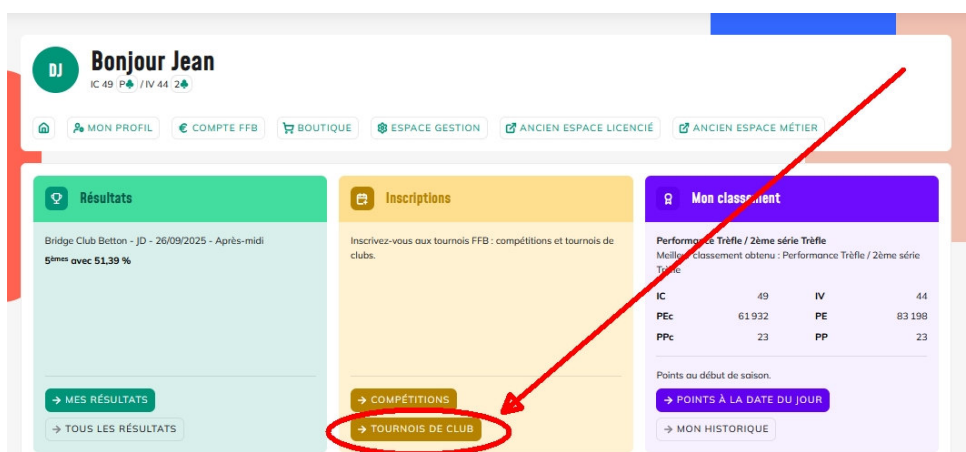 DJ
Bonjour Jean
IC 49 P♣ / IV 44 2♣
MON PROFIL
€ COMPTE FFB
BOUTIQUE
ESPACE GESTION
ANCIEN ESPACE LICENCIÉ
ANCIEN ESPACE MÉTIER
Résultats
Bridge Club Betton - JD - 26/09/2025 - Après-midi
5èmes avec 51,39 %
→ MES RÉSULTATS
→ TOUS LES RÉSULTATS
Inscriptions
Inscrivez-vous aux tournois FFB : compétitions et tournois de
clubs.
→ COMPÉTITIONS
→ TOURNOIS DE CLUB
Mon classement
Performance Trèfle / 2ème série Trèfle
Meilleur classement obtenu : Performance Trèfle / 2ème série
Trèfle
IC 49 IV 44
PEc 61 932 PE 83 198
PPc 23 PP 23
Points au début de saison.
→ POINTS À LA DATE DU JOUR
→ MON HISTORIQUE